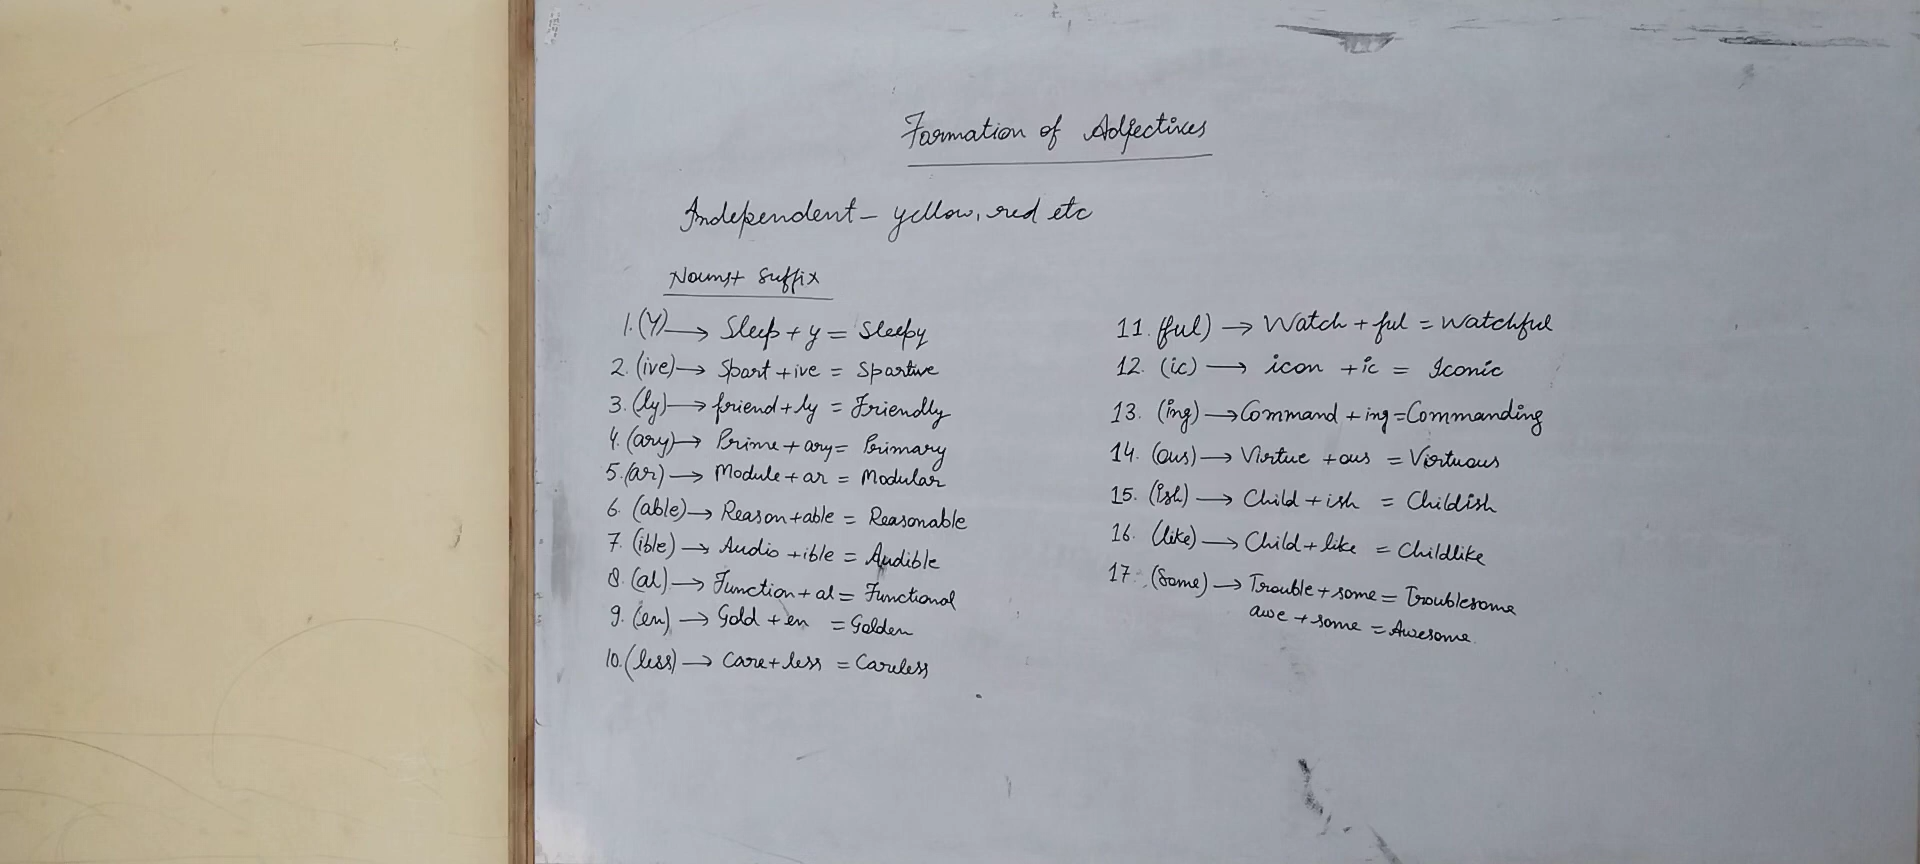 Formation of Adjectives
Independent - yellow, red etc
Noun + suffix
1. (Y) → Sleep + y = Sleepy
2. (ive) → Sport + ive = Sportive
3. (ly) → friend + ly = Friendly
4. (ary) → Prime + ary = Primary
5. (ar) → Module + ar = Modular
6. (able) → Reason + able = Reasonable
7. (ible) → Audio + ible = Audible
8. (al) → Function + al = Functional
9. (en) → Gold + en = Golden
10. (less) → Care + less = Careless
11. (ful) → Watch + ful = Watchful
12. (ic) → icon + ic = Iconic
13. (ing) → Command + ing = Commanding
14. (ous) → Virtue + ous = Virtuous
15. (ish) → Child + ish = Childish
16. (like) → Child + like = Childlike
17. (Some) → Trouble + some = Troublesome
awe + some = Awesome